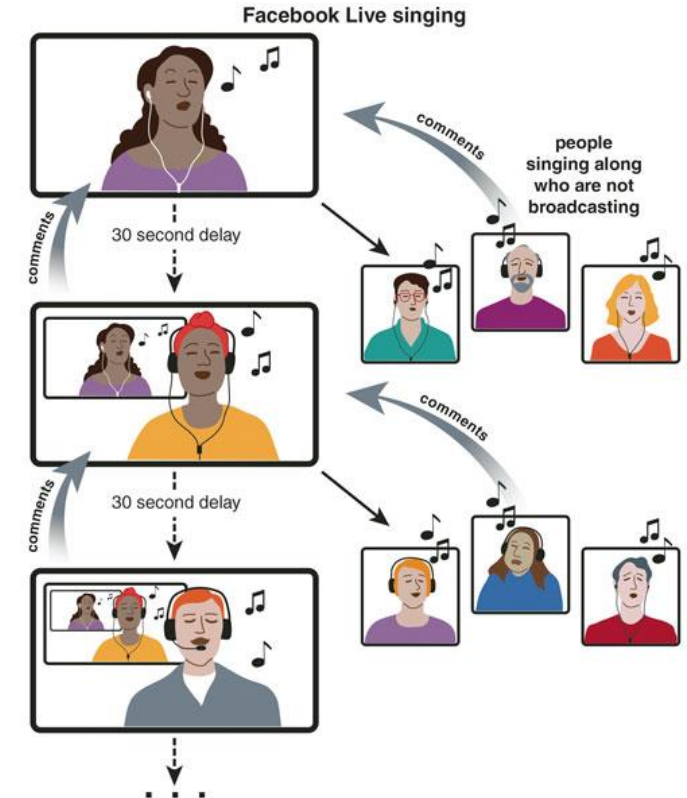 Facebook Live singing
comments
people
singing along
who are not
broadcasting
comments
30 second delay
comments
comments
30 second delay
. . .